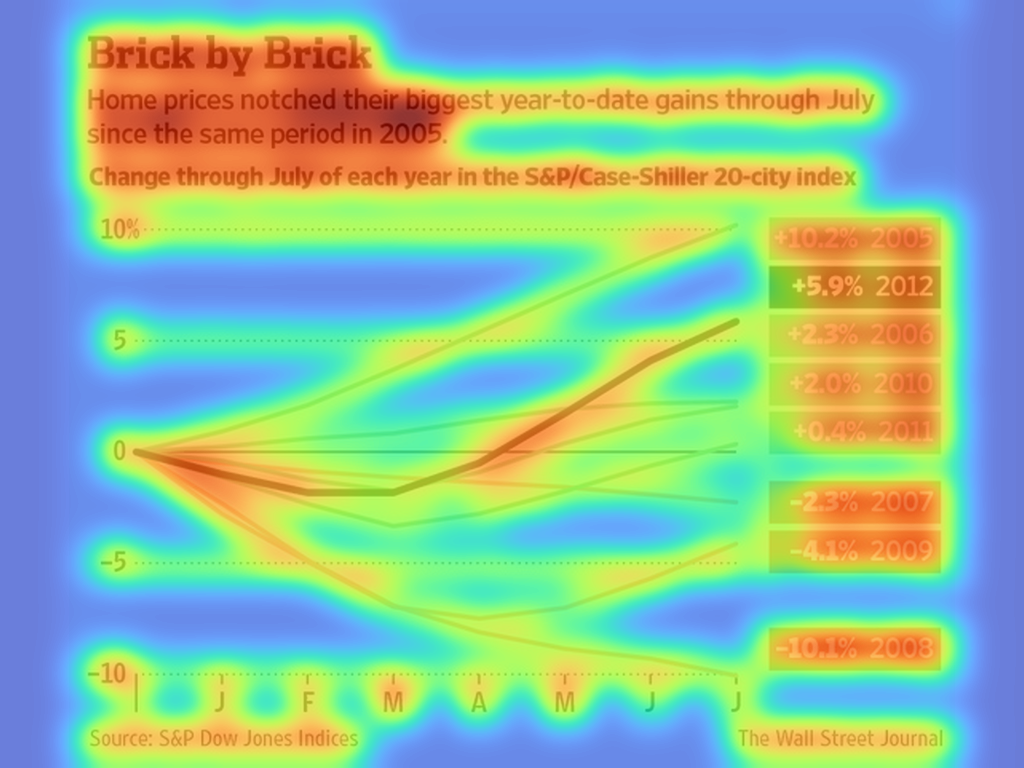 Brick by Brick
Home prices notched their biggest year-to-date gains through July
since the same period in 2005.
Change through July of each year in the S&P/Case-Shiller 20-city index
10%
5
0
–5
–10
J F M A M J J
+10.2% 2005
+5.9% 2012
+2.3% 2006
+2.0% 2010
+0.4% 2011
–2.3% 2007
–4.1% 2009
–10.1% 2008
Source: S&P Dow Jones Indices
The Wall Street Journal